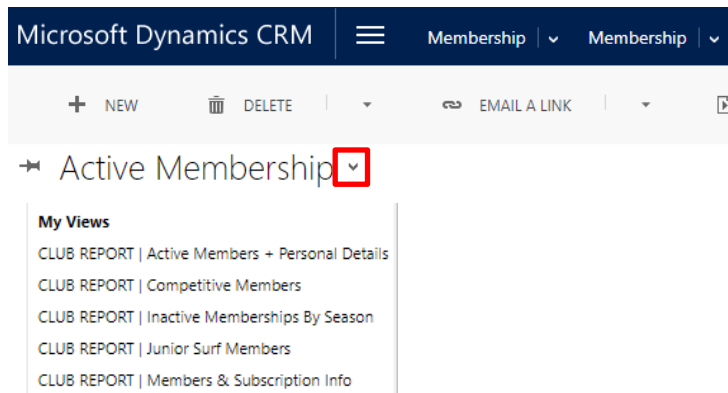 Microsoft Dynamics CRM Membership Membership
NEW DELETE EMAIL A LINK
Active Membership
My Views
CLUB REPORT | Active Members + Personal Details
CLUB REPORT | Competitive Members
CLUB REPORT | Inactive Memberships By Season
CLUB REPORT | Junior Surf Members
CLUB REPORT | Members & Subscription Info